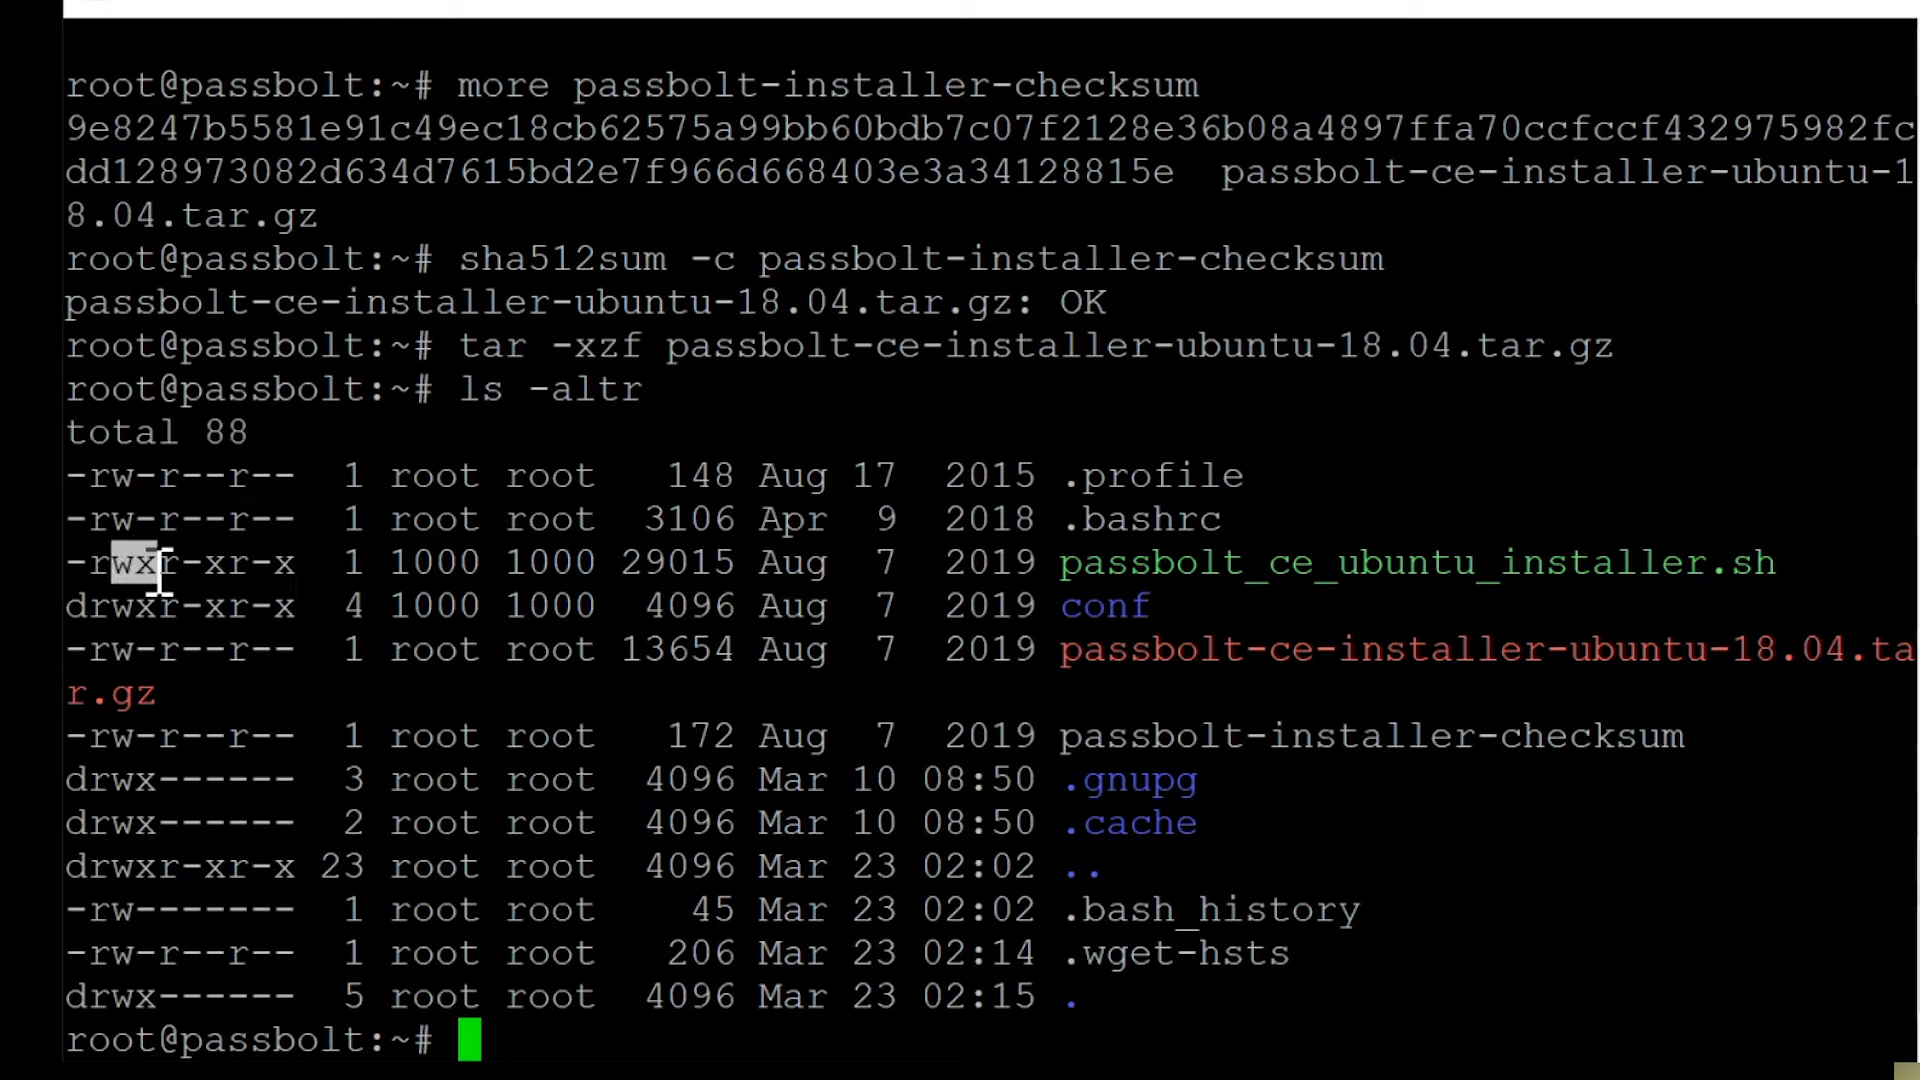 root@passbolt:~# more passbolt-installer-checksum
9e8247b5581e91c49ec18cb62575a99bb60bdb7c07f2128e36b08a4897ffa70ccfccf432975982fc
dd128973082d634d7615bd2e7f966d668403e3a34128815e  passbolt-ce-installer-ubuntu-1
8.04.tar.gz
root@passbolt:~# sha512sum -c passbolt-installer-checksum
passbolt-ce-installer-ubuntu-18.04.tar.gz: OK
root@passbolt:~# tar -xzf passbolt-ce-installer-ubuntu-18.04.tar.gz
root@passbolt:~# ls -altr
total 88
-rw-r--r--  1 root root   148 Aug 17  2015 .profile
-rw-r--r--  1 root root  3106 Apr  9  2018 .bashrc
-rwxr-xr-x  1 1000 1000 29015 Aug  7  2019 passbolt_ce_ubuntu_installer.sh
drwxr-xr-x  4 1000 1000  4096 Aug  7  2019 conf
-rw-r--r--  1 root root 13654 Aug  7  2019 passbolt-ce-installer-ubuntu-18.04.ta
r.gz
-rw-r--r--  1 root root   172 Aug  7  2019 passbolt-installer-checksum
drwx------  3 root root  4096 Mar 10 08:50 .gnupg
drwx------  2 root root  4096 Mar 10 08:50 .cache
drwxr-xr-x 23 root root  4096 Mar 23 02:02 ..
-rw-------  1 root root    45 Mar 23 02:02 .bash_history
-rw-r--r--  1 root root   206 Mar 23 02:14 .wget-hsts
drwx------  5 root root  4096 Mar 23 02:15 .
root@passbolt:~#